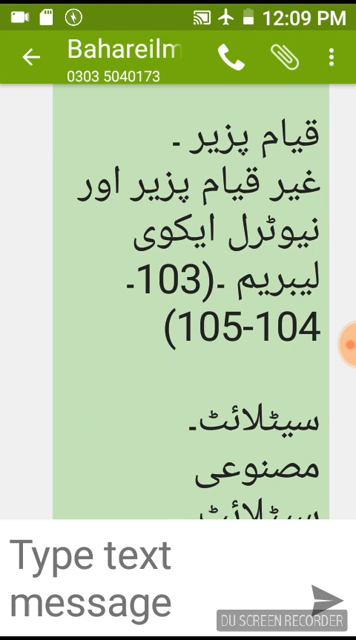 12:09 PM
Bahareilm
0303 5040173
قیام پزیر ۔
غیر قیام پزیر اور
نیوٹرل ایکوی
لیبریم ۔(103۔
104-105)
سیٹلائٹ۔
مصنوعی
سیٹلائٹ
Type text
message
DU SCREEN RECORDER